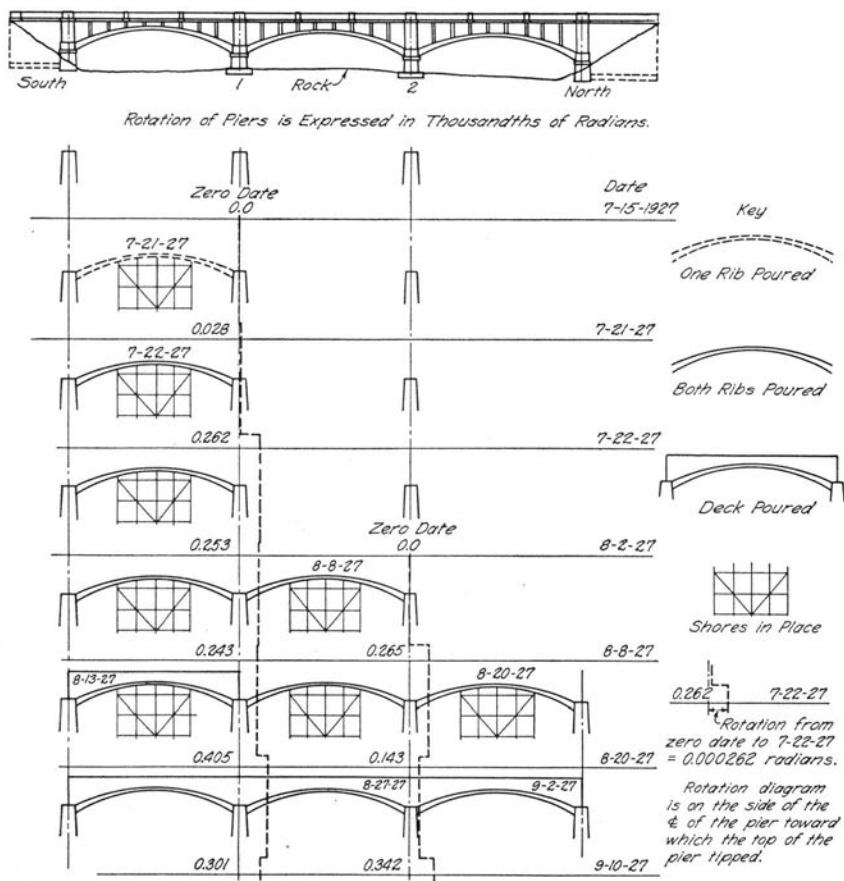 South
1
Rock
2
North
Rotation of Piers is Expressed in Thousandths of Radians.
Zero Date
0.0
Date
7-15-1927
Key
7-21-27
One Rib Poured
0.028
7-21-27
7-22-27
Both Ribs Poured
0.262
7-22-27
Deck Poured
Zero Date
0.253
0.0
8-2-27
8-8-27
Shores in Place
0.243
0.265
8-8-27
8-13-27
8-20-27
0.262
7-22-27
Rotation from
zero date to 7-22-27
= 0.000262 radians.
0.405
0.143
8-20-27
8-27-27
9-2-27
Rotation diagram
is on the side of the
℄ of the pier toward
which the top of the
pier tipped.
0.301
0.342
9-10-27